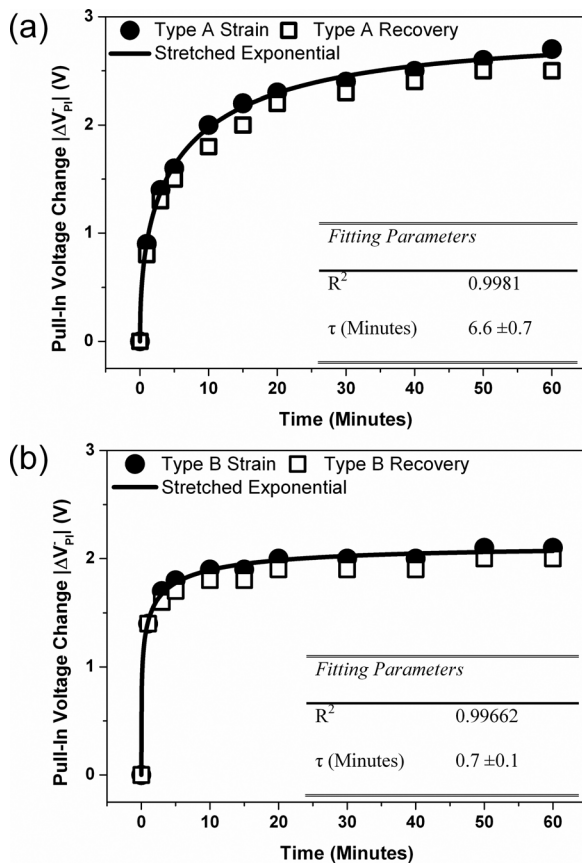 (a)
Type A Strain Type A Recovery
Stretched Exponential
Pull-In Voltage Change |ΔV⁻PI| (V)
3
2
1
0
Fitting Parameters
R² 0.9981
τ (Minutes) 6.6 ±0.7
0 10 20 30 40 50 60
Time (Minutes)
(b)
Type B Strain Type B Recovery
Stretched Exponential
Pull-In Voltage Change |ΔV⁻PI| (V)
3
2
1
0
Fitting Parameters
R² 0.99662
τ (Minutes) 0.7 ±0.1
0 10 20 30 40 50 60
Time (Minutes)